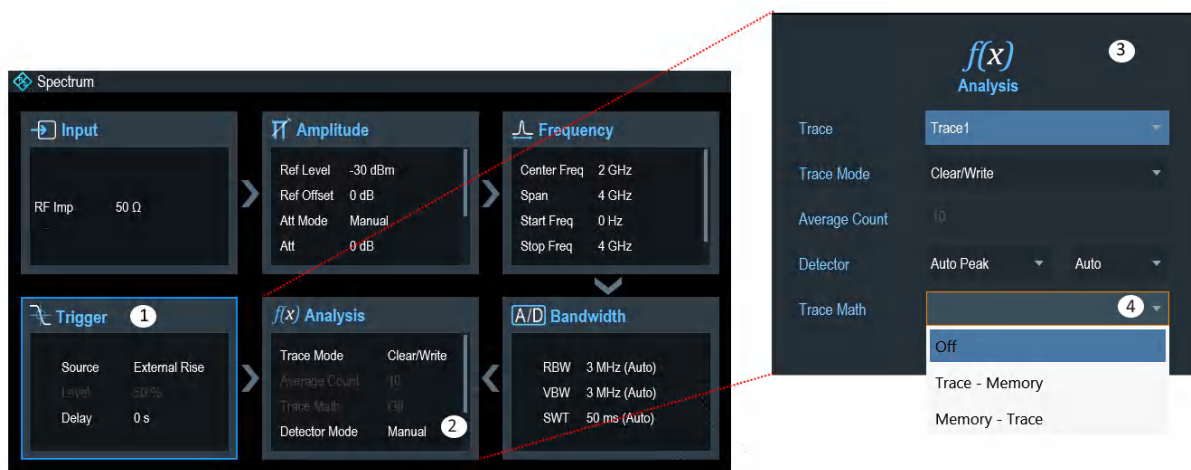 Spectrum
Input
RF Imp 50 Ω
Amplitude
Ref Level -30 dBm
Ref Offset 0 dB
Att Mode Manual
Att 0 dB
Frequency
Center Freq 2 GHz
Span 4 GHz
Start Freq 0 Hz
Stop Freq 4 GHz
Trigger 1
Source External Rise
Level 50 %
Delay 0 s
f(x) Analysis
Trace Mode Clear/Write
Average Count 10
Trace Math Off
Detector Mode Manual 2
A/D Bandwidth
RBW 3 MHz (Auto)
VBW 3 MHz (Auto)
SWT 50 ms (Auto)
f(x) 3
Analysis
Trace Trace1
Trace Mode Clear/Write
Average Count 10
Detector Auto Peak Auto
Trace Math 4
Off
Trace - Memory
Memory - Trace